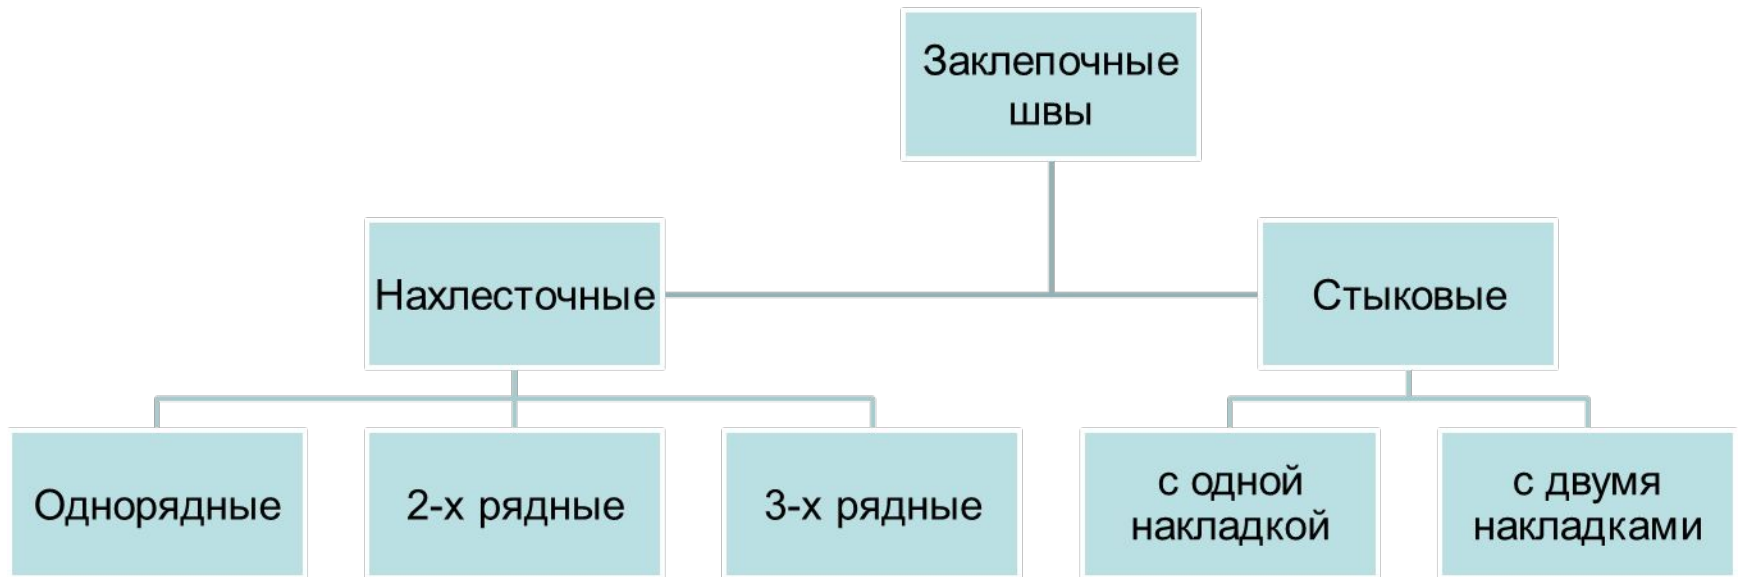 Заклепочные
швы
Нахлесточные
Стыковые
Однорядные
2-х рядные
3-х рядные
с одной
накладкой
с двумя
накладками